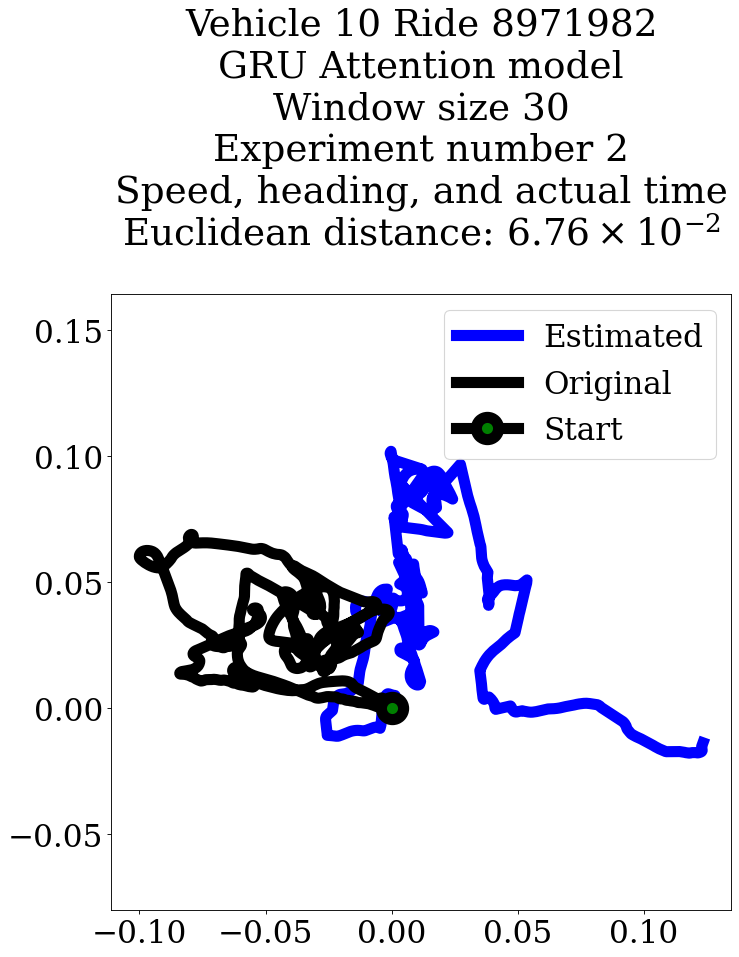 Vehicle 10 Ride 8971982
GRU Attention model
Window size 30
Experiment number 2
Speed, heading, and actual time
Euclidean distance: 6.76 × 10⁻²
Estimated
Original
Start
0.15
0.10
0.05
0.00
−0.05
−0.10 −0.05 0.00 0.05 0.10